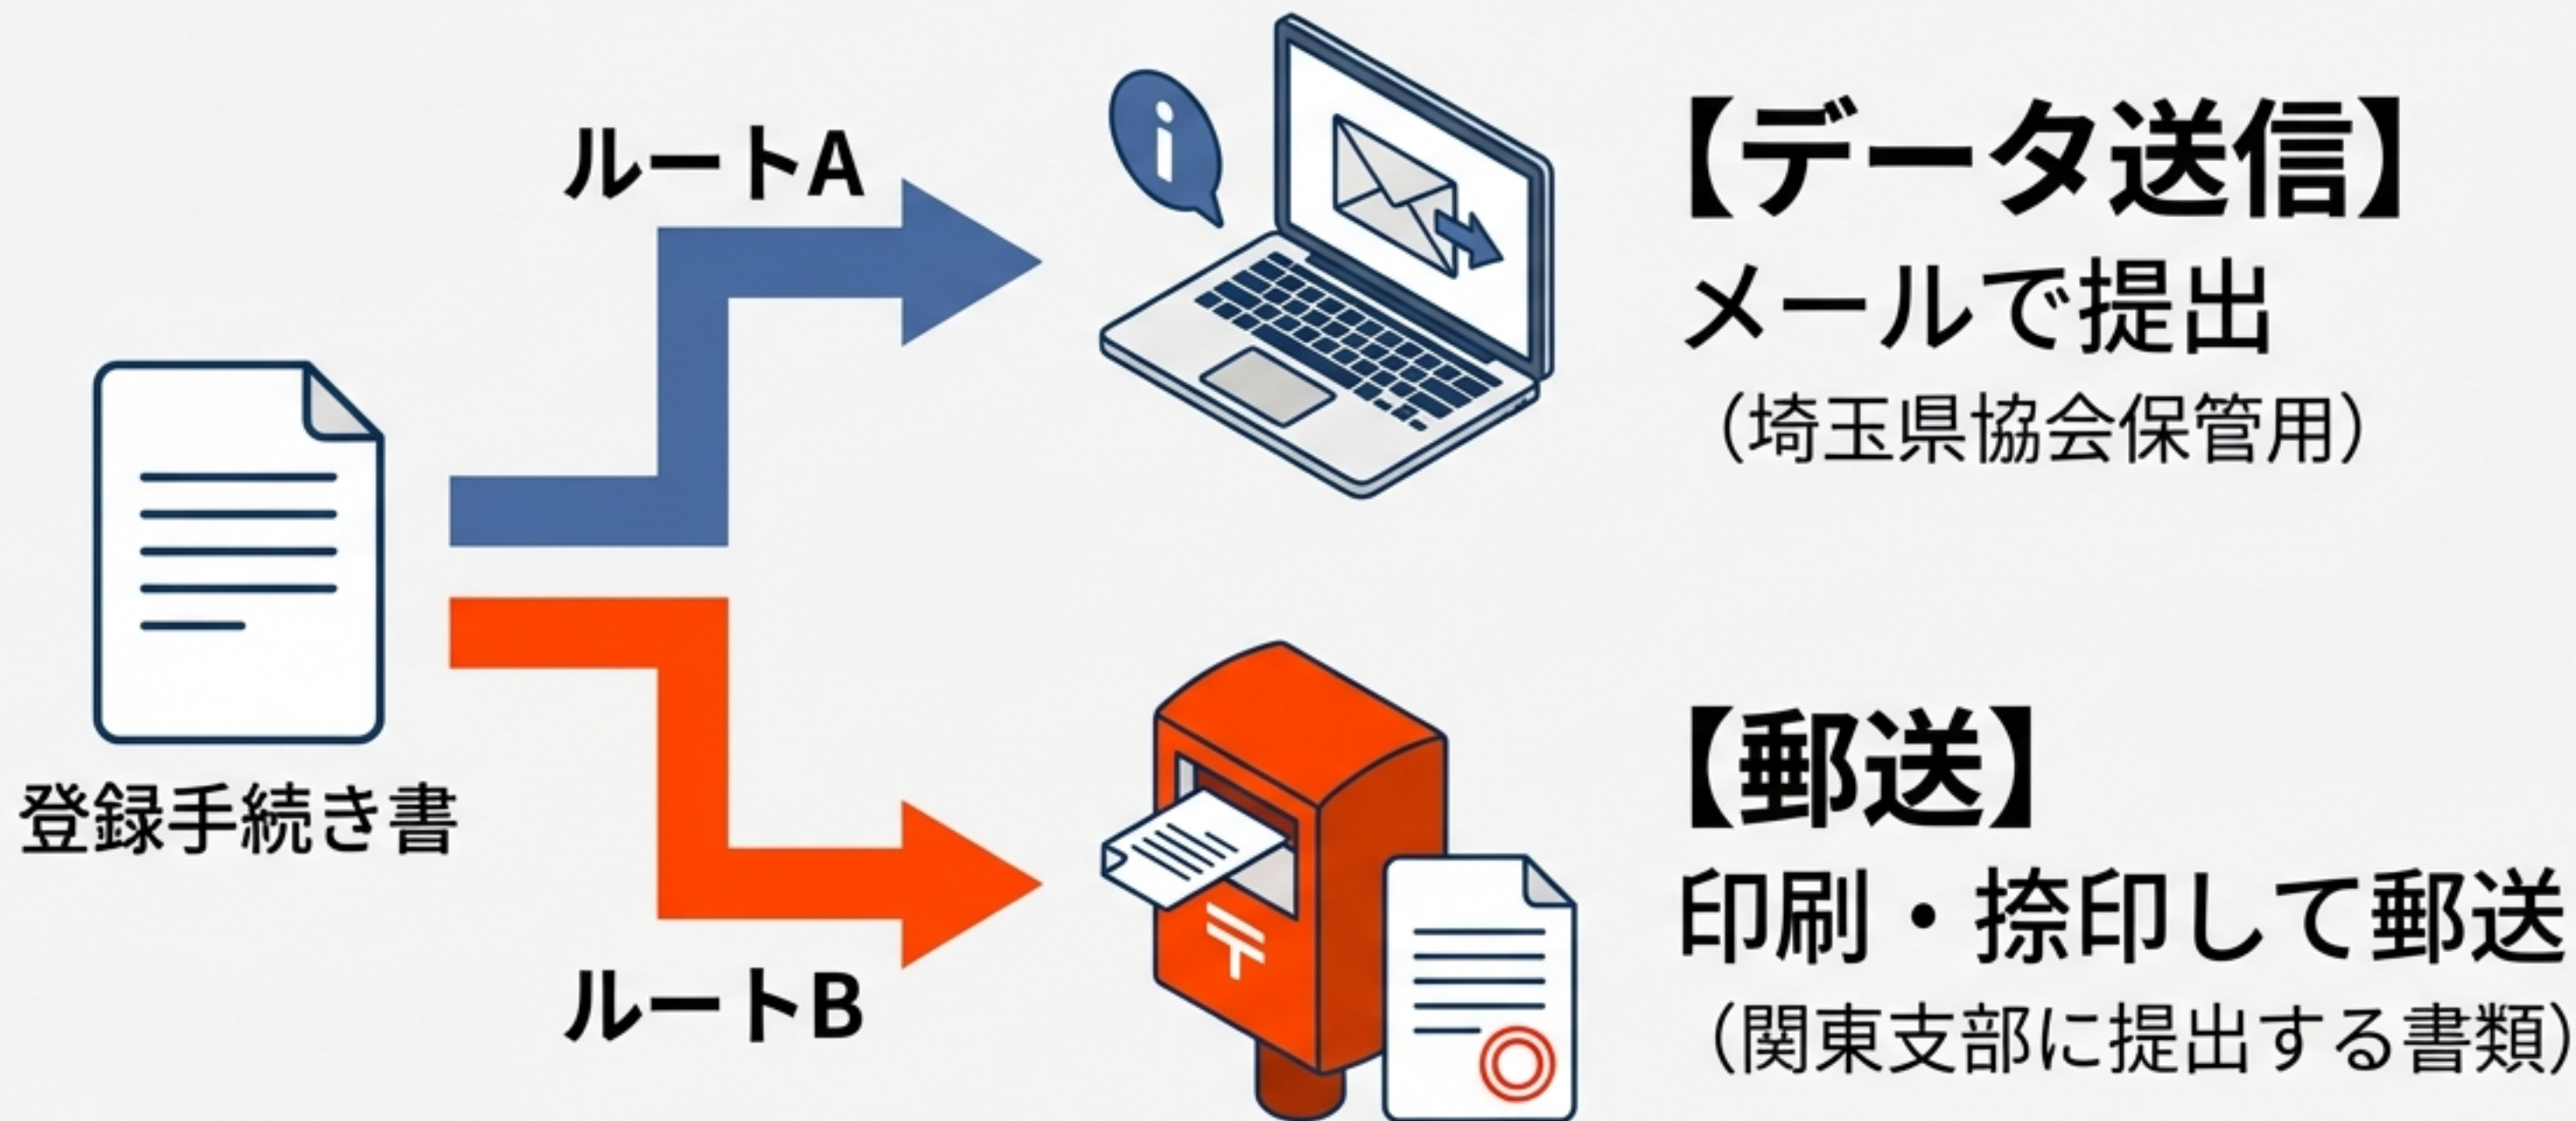 ルートA
【データ送信】
メールで提出
（埼玉県協会保管用）
登録手続き書
ルートB
【郵送】
印刷・捺印して郵送
（関東支部に提出する書類）